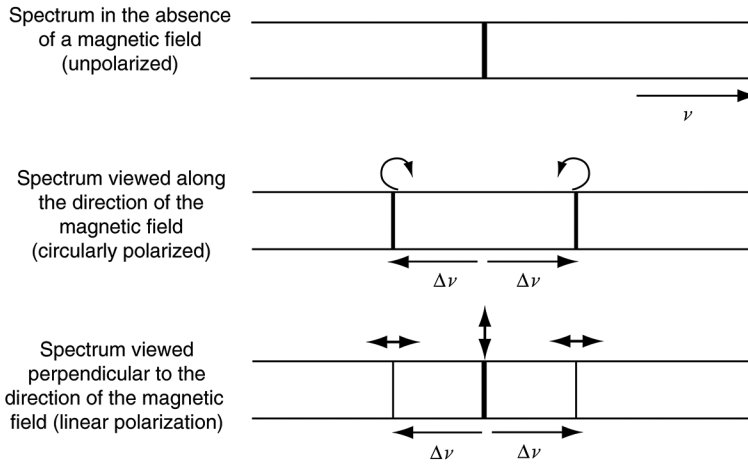 Spectrum in the absence
of a magnetic field
(unpolarized)
ν
Spectrum viewed along
the direction of the
magnetic field
(circularly polarized)
Δν Δν
Spectrum viewed
perpendicular to the
direction of the magnetic
field (linear polarization)
Δν Δν